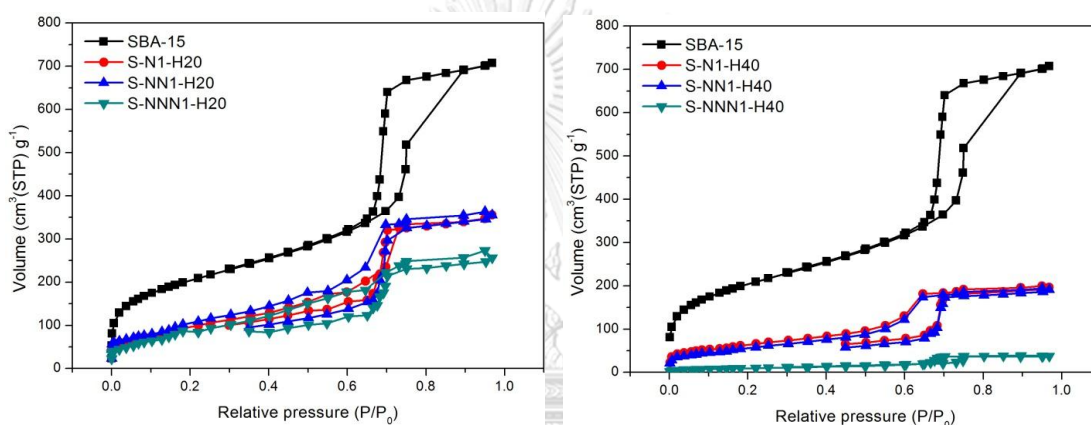 800
700
600
500
400
300
200
100
0
Volume (cm³(STP) g⁻¹)
SBA-15
S-N1-H20
S-NN1-H20
S-NNN1-H20
0.0 0.2 0.4 0.6 0.8 1.0
Relative pressure (P/P₀)
800
700
600
500
400
300
200
100
0
Volume (cm³(STP) g⁻¹)
SBA-15
S-N1-H40
S-NN1-H40
S-NNN1-H40
0.0 0.2 0.4 0.6 0.8 1.0
Relative pressure (P/P₀)